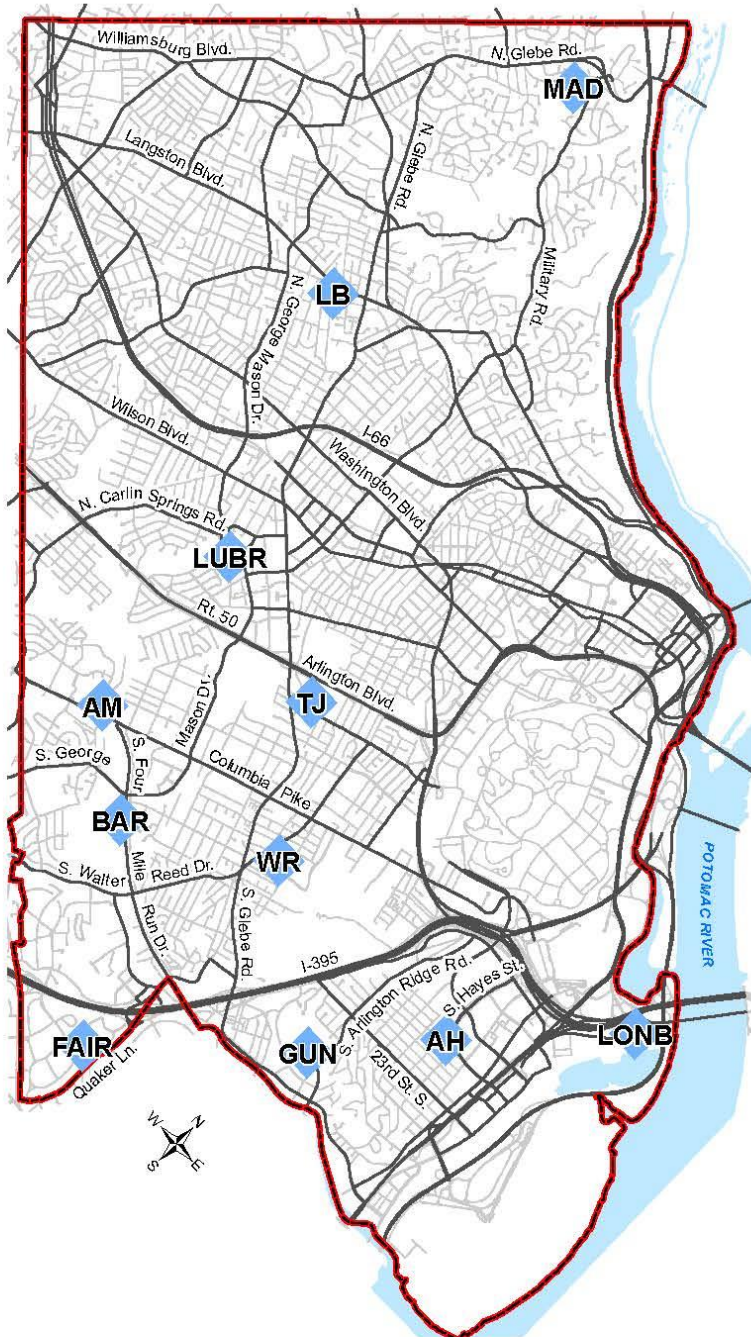 Williamsburg Blvd.
N. Glebe Rd.
MAD
Langston Blvd.
N. Glebe Rd.
Military Rd.
LB
N. George Mason Dr.
Wilson Blvd.
I-66
Washington Blvd.
N. Carlin Springs Rd.
LUBR
Rt. 50
Arlington Blvd.
AM
TJ
Mason Dr.
S. George
S. Four
Columbia Pike
BAR
Mile
WR
S. Walter
Reed Dr.
S. Glebe Rd.
Run Dr.
POTOMAC RIVER
I-395
S. Arlington Ridge Rd.
S. Hayes St.
FAIR
GUN
AH
LONB
Quaker Ln.
23rd St. S.
W
N
S
E